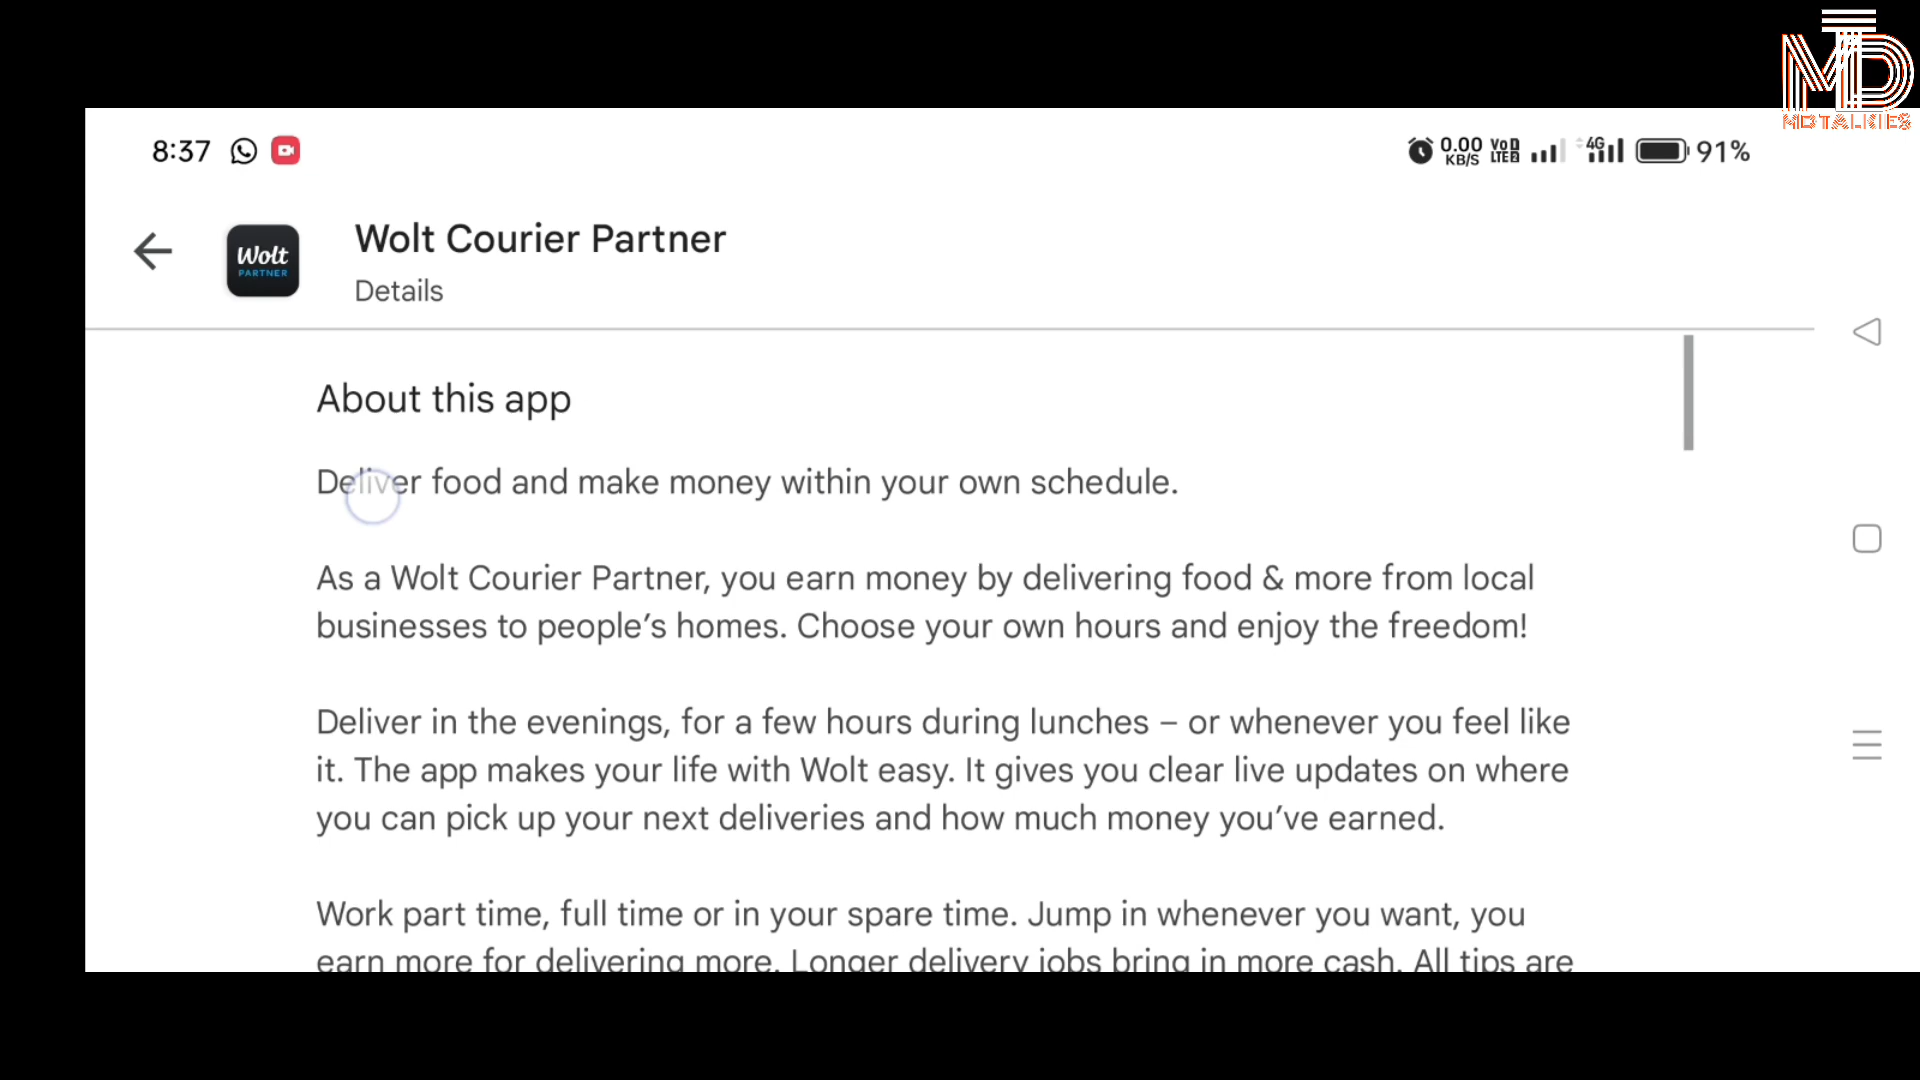 MD
MDTALKIES
8:37
0.00 KB/S
VoD LTE2
4G
91%
Wolt PARTNER
Wolt Courier Partner
Details
About this app
Deliver food and make money within your own schedule.
As a Wolt Courier Partner, you earn money by delivering food & more from local
businesses to people’s homes. Choose your own hours and enjoy the freedom!
Deliver in the evenings, for a few hours during lunches – or whenever you feel like
it. The app makes your life with Wolt easy. It gives you clear live updates on where
you can pick up your next deliveries and how much money you’ve earned.
Work part time, full time or in your spare time. Jump in whenever you want, you
earn more for delivering more. Longer delivery jobs bring in more cash. All tips are